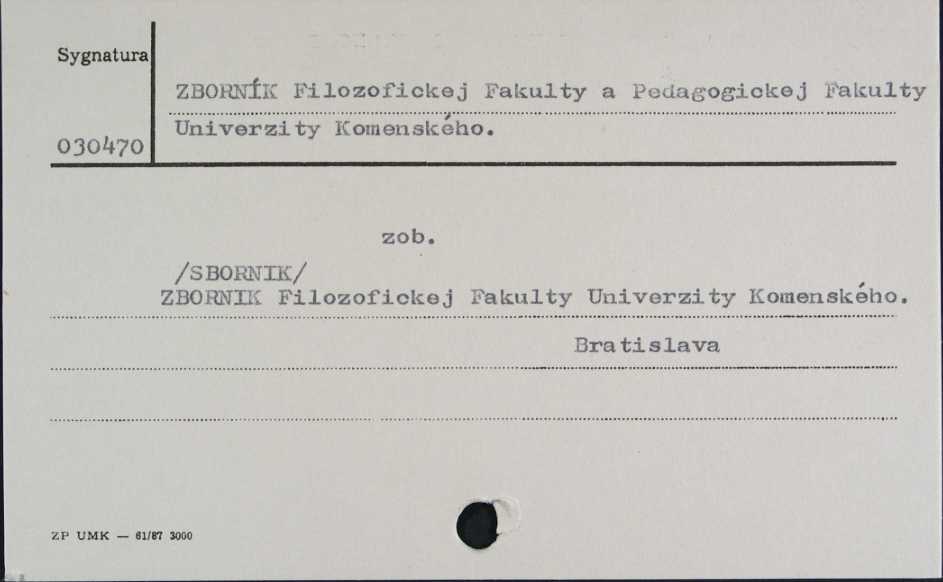 Sygnatura
ZBORNÍK Filozofickej Fakulty a Pedagogickej Fakulty
Univerzity Komenského.
030470
zob.
/SBORNIK/
ZBORNIK Filozofickej Fakulty Univerzity Komenského.
Bratislava
ZP UMK — 61/87 3000